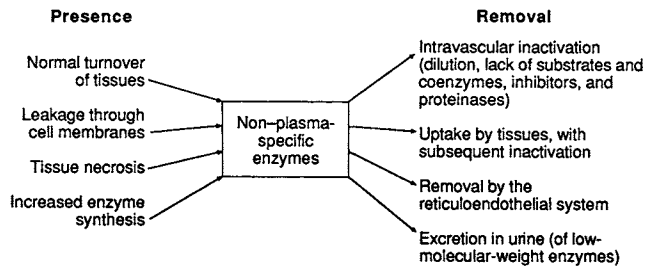 Presence
Removal
Normal turnover
of tissues
Leakage through
cell membranes
Tissue necrosis
Increased enzyme
synthesis
Non–plasma-
specific
enzymes
Intravascular inactivation
(dilution, lack of substrates and
coenzymes, inhibitors, and
proteinases)
Uptake by tissues, with
subsequent inactivation
Removal by the
reticuloendothelial system
Excretion in urine (of low-
molecular-weight enzymes)